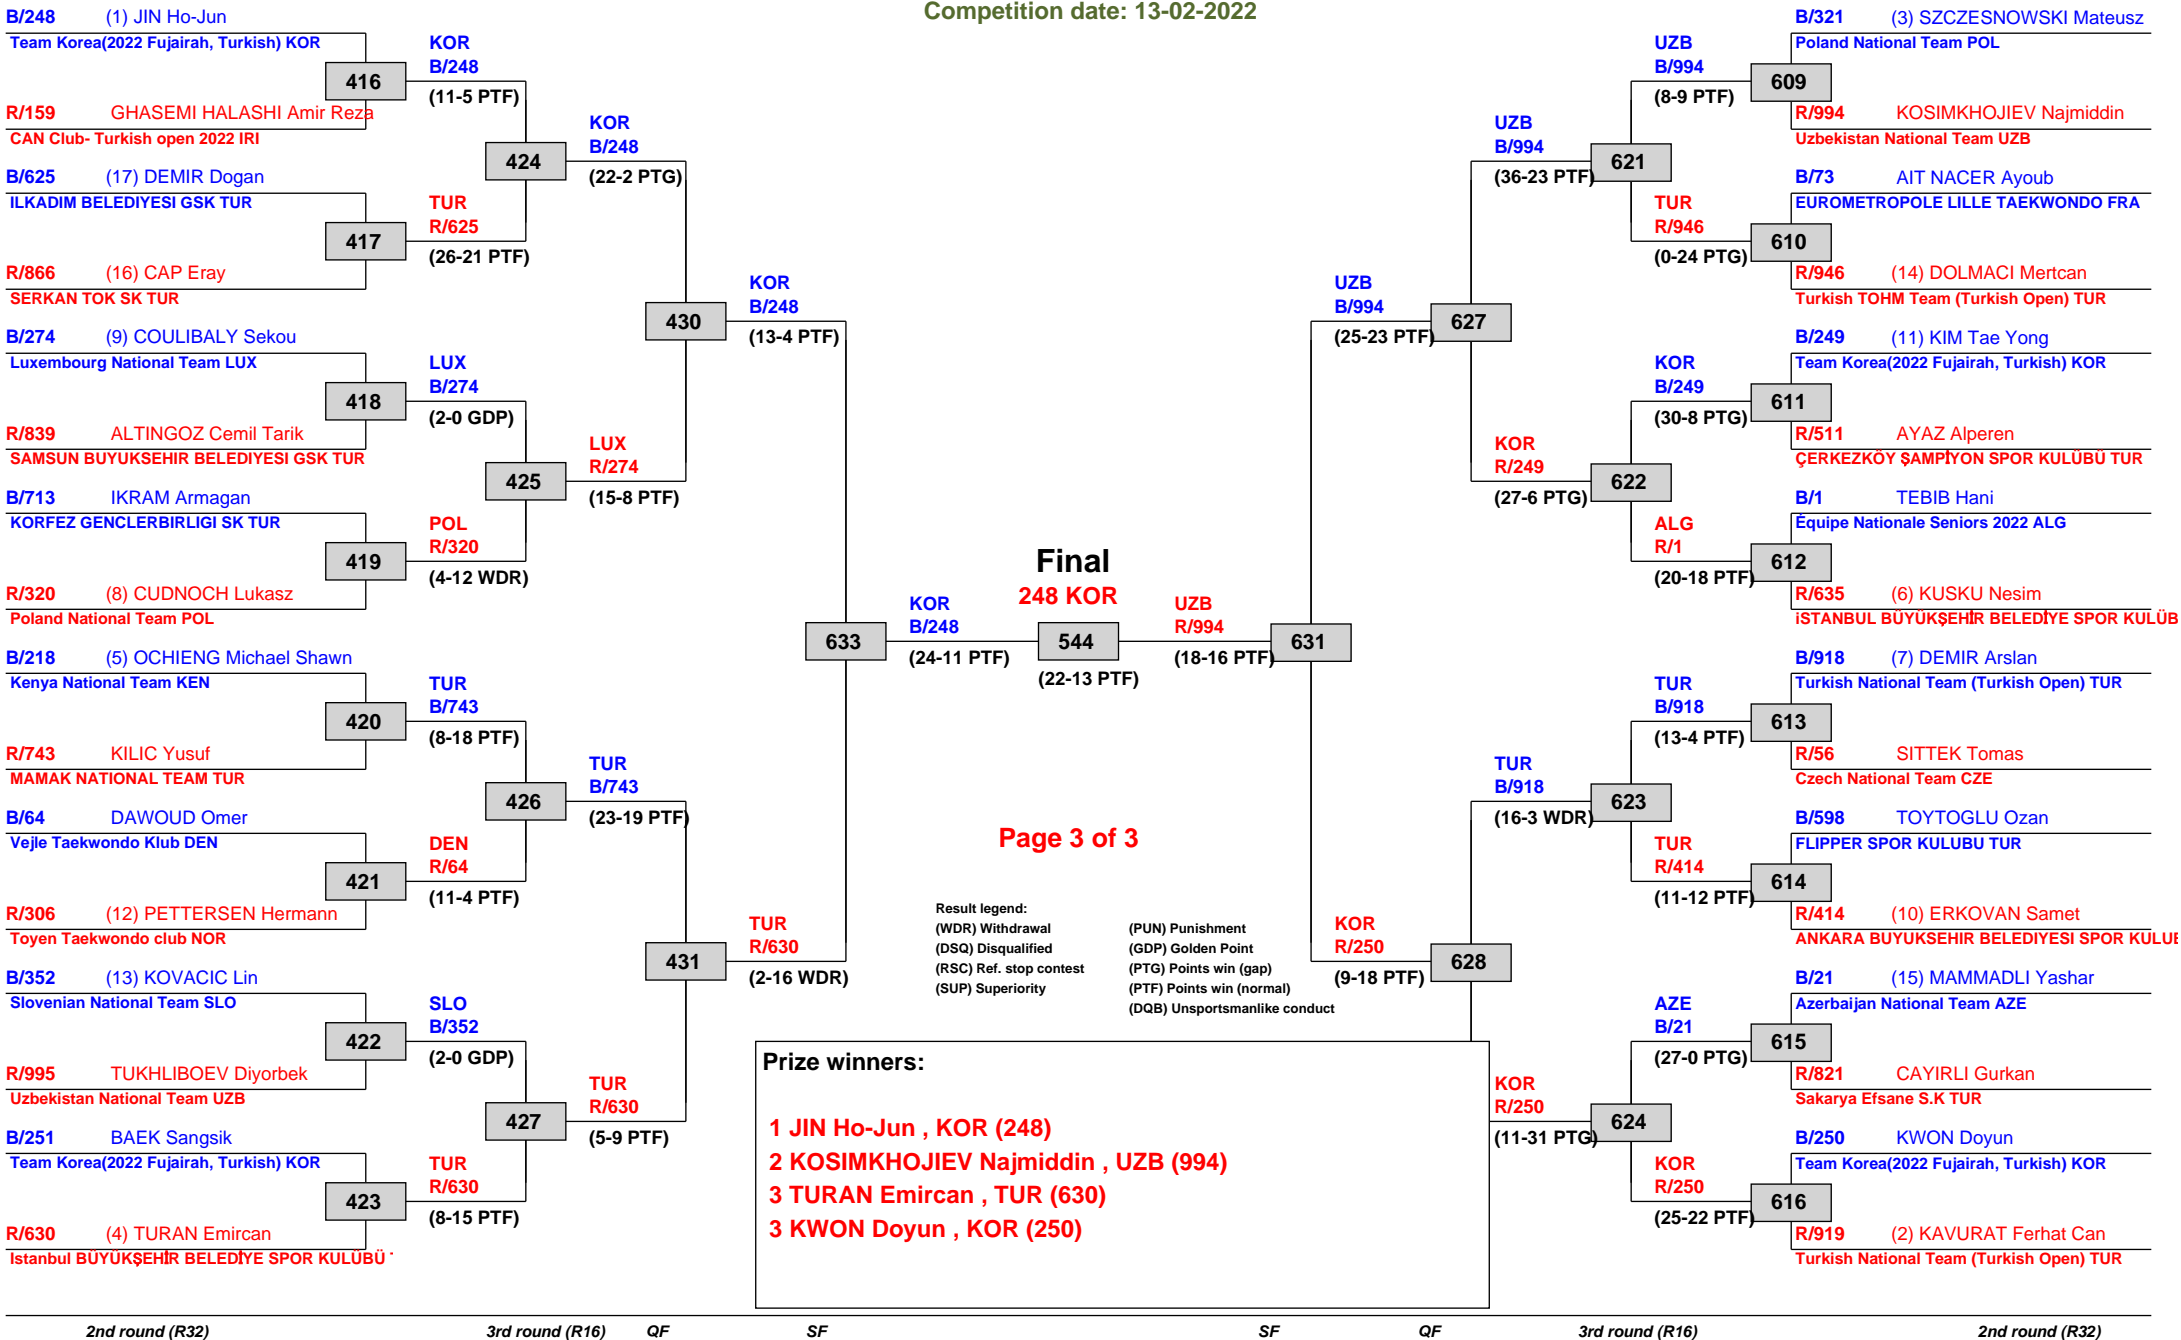 Competition date: 13-02-2022
B/248 (1) JIN Ho-Jun
Team Korea(2022 Fujairah, Turkish) KOR
416
R/159 GHASEMI HALASHI Amir Reza
CAN Club- Turkish open 2022 IRI
B/625 (17) DEMIR Dogan
ILKADIM BELEDIYESI GSK TUR
417
R/866 (16) CAP Eray
SERKAN TOK SK TUR
B/274 (9) COULIBALY Sekou
Luxembourg National Team LUX
418
R/839 ALTINGOZ Cemil Tarik
SAMSUN BUYUKSEHIR BELEDIYESI GSK TUR
B/713 IKRAM Armagan
KORFEZ GENCLERBIRLIGI SK TUR
419
R/320 (8) CUDNOCH Lukasz
Poland National Team POL
B/218 (5) OCHIENG Michael Shawn
Kenya National Team KEN
420
R/743 KILIC Yusuf
MAMAK NATIONAL TEAM TUR
B/64 DAWOUD Omer
Vejle Taekwondo Klub DEN
421
R/306 (12) PETTERSEN Hermann
Toyen Taekwondo club NOR
B/352 (13) KOVACIC Lin
Slovenian National Team SLO
422
R/995 TUKHLIBOEV Diyorbek
Uzbekistan National Team UZB
B/251 BAEK Sangsik
Team Korea(2022 Fujairah, Turkish) KOR
423
R/630 (4) TURAN Emircan
Istanbul BÜYÜKŞEHİR BELEDİYE SPOR KULÜBÜ
KOR
B/248
(11-5 PTF)
424
TUR
R/625
(26-21 PTF)
LUX
B/274
(2-0 GDP)
425
POL
R/320
(4-12 WDR)
TUR
B/743
(8-18 PTF)
426
DEN
R/64
(11-4 PTF)
SLO
B/352
(2-0 GDP)
427
TUR
R/630
(8-15 PTF)
KOR
B/248
(22-2 PTG)
430
LUX
R/274
(15-8 PTF)
TUR
B/743
(23-19 PTF)
431
TUR
R/630
(5-9 PTF)
KOR
B/248
(13-4 PTF)
633
TUR
R/630
(2-16 WDR)
KOR
B/248
(24-11 PTF)
Final
248 KOR
544
(22-13 PTF)
UZB
R/994
(18-16 PTF)
631
UZB
B/994
(25-23 PTF)
627
KOR
R/250
(9-18 PTF)
628
UZB
B/994
(36-23 PTF)
621
KOR
R/249
(27-6 PTG)
622
TUR
B/918
(16-3 WDR)
623
KOR
R/250
(11-31 PTG)
624
UZB
B/994
(8-9 PTF)
609
TUR
R/946
(0-24 PTG)
610
KOR
B/249
(30-8 PTG)
611
ALG
R/1
(20-18 PTF)
612
TUR
B/918
(13-4 PTF)
613
TUR
R/414
(11-12 PTF)
614
AZE
B/21
(27-0 PTG)
615
KOR
R/250
(25-22 PTF)
616
B/321 (3) SZCZESNOWSKI Mateusz
Poland National Team POL
R/994 KOSIMKHOJIEV Najmiddin
Uzbekistan National Team UZB
B/73 AIT NACER Ayoub
EUROMETROPOLE LILLE TAEKWONDO FRA
R/946 (14) DOLMACI Mertcan
Turkish TOHM Team (Turkish Open) TUR
B/249 (11) KIM Tae Yong
Team Korea(2022 Fujairah, Turkish) KOR
R/511 AYAZ Alperen
ÇERKEZKÖY ŞAMPİYON SPOR KULÜBÜ TUR
B/1 TEBIB Hani
Équipe Nationale Seniors 2022 ALG
R/635 (6) KUSKU Nesim
iSTANBUL BÜYÜKŞEHİR BELEDİYE SPOR KULÜB
B/918 (7) DEMIR Arslan
Turkish National Team (Turkish Open) TUR
R/56 SITTEK Tomas
Czech National Team CZE
B/598 TOYTOGLU Ozan
FLIPPER SPOR KULUBU TUR
R/414 (10) ERKOVAN Samet
ANKARA BUYUKSEHIR BELEDIYESI SPOR KULUB
B/21 (15) MAMMADLI Yashar
Azerbaijan National Team AZE
R/821 CAYIRLI Gurkan
Sakarya Efsane S.K TUR
B/250 KWON Doyun
Team Korea(2022 Fujairah, Turkish) KOR
R/919 (2) KAVURAT Ferhat Can
Turkish National Team (Turkish Open) TUR
Page 3 of 3
Result legend:
(WDR) Withdrawal (PUN) Punishment
(DSQ) Disqualified (GDP) Golden Point
(RSC) Ref. stop contest (PTG) Points win (gap)
(SUP) Superiority (PTF) Points win (normal)
(DQB) Unsportsmanlike conduct
Prize winners:
1 JIN Ho-Jun , KOR (248)
2 KOSIMKHOJIEV Najmiddin , UZB (994)
3 TURAN Emircan , TUR (630)
3 KWON Doyun , KOR (250)
2nd round (R32) 3rd round (R16) QF SF SF QF 3rd round (R16) 2nd round (R32)